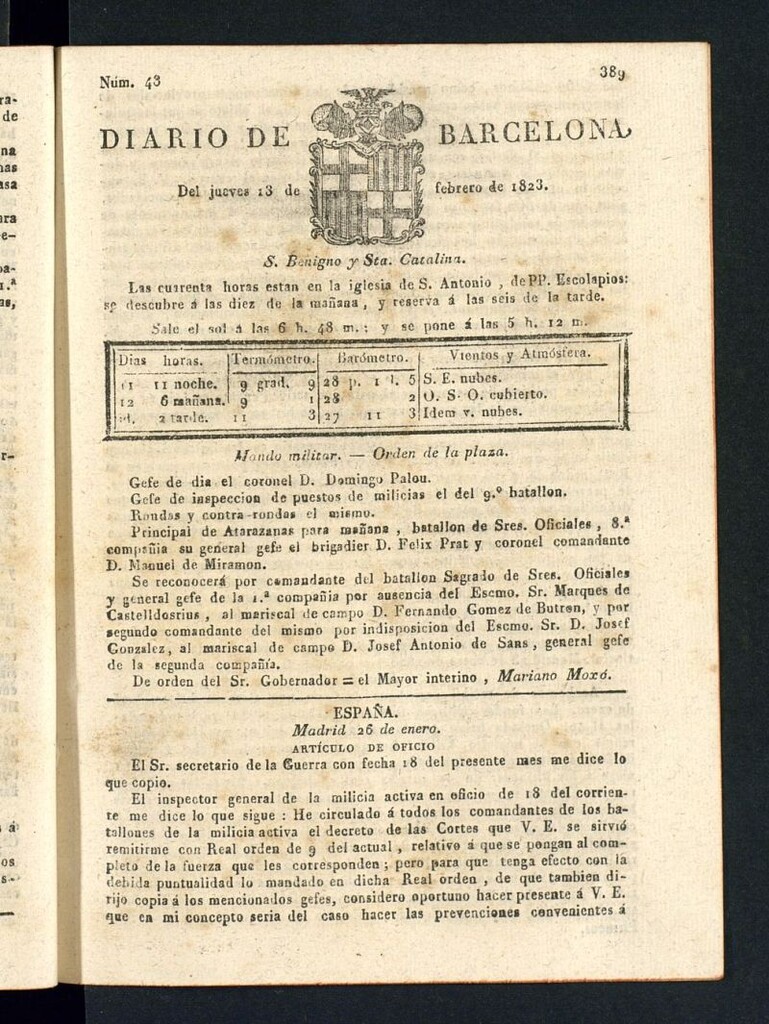 Núm. 43
389
DIARIO DE BARCELONA,
Del jueves 13 de febrero de 1823.
S. Benigno y Sta. Catalina.
Las cuarenta horas estan en la iglesia de S. Antonio , de PP. Escolapios:
se descubre á las diez de la mañana , y reserva á las seis de la tarde.
Sale el sol á las 6 h. 48 m.; y se pone á las 5 h. 12 m.
Dias horas. Termómetro. Barómetro. Vientos y Atmósfera.
11 11 noche. 9 grad. 9 28 p. 1 l. 5 S. E. nubes.
12 6 mañana. 9 1 28 2 O. S. O. cubierto.
id. 2 tarde. 11 3 27 11 3 Idem v. nubes.
Mando militar. — Orden de la plaza.
Gefe de dia el coronel D. Domingo Palou.
Gefe de inspeccion de puestos de milicias el del 9.º batallon.
Rondas y contra-rondas el mismo.
Principal de Atarazanas para mañana , batallon de Sres. Oficiales , 8.ª
compañia su general gefe el brigadier D. Felix Prat y coronel comandante
D. Manuel de Miramon.
Se reconocerá por comandante del batallon Sagrado de Sres. Oficiales
y general gefe de la 1.ª compañia por ausencia del Escmo. Sr. Marques de
Castelldosrius , al mariscal de campo D. Fernando Gomez de Butron, y por
segundo comandante del mismo por indisposicion del Escmo. Sr. D. Josef
Gonzalez, al mariscal de campo D. Josef Antonio de Sans , general gefe
de la segunda compañía.
De orden del Sr. Gobernador = el Mayor interino , Mariano Moxó.
ESPAÑA.
Madrid 26 de enero.
ARTÍCULO DE OFICIO
El Sr. secretario de la Guerra con fecha 18 del presente mes me dice lo
que copio.
El inspector general de la milicia activa en oficio de 18 del corrien-
te me dice lo que sigue : He circulado á todos los comandantes de los ba-
tallones de la milicia activa el decreto de las Cortes que V. E. se sirvió
remitirme con Real orden de 9 del actual , relativo á que se pongan al com-
pleto de la fuerza que les corresponden ; pero para que tenga efecto con la
debida puntualidad lo mandado en dicha Real orden , de que tambien di-
rijo copia á los mencionados gefes, considero oportuno hacer presente á V. E.
que en mi concepto seria del caso hacer las prevenciones convenientes á